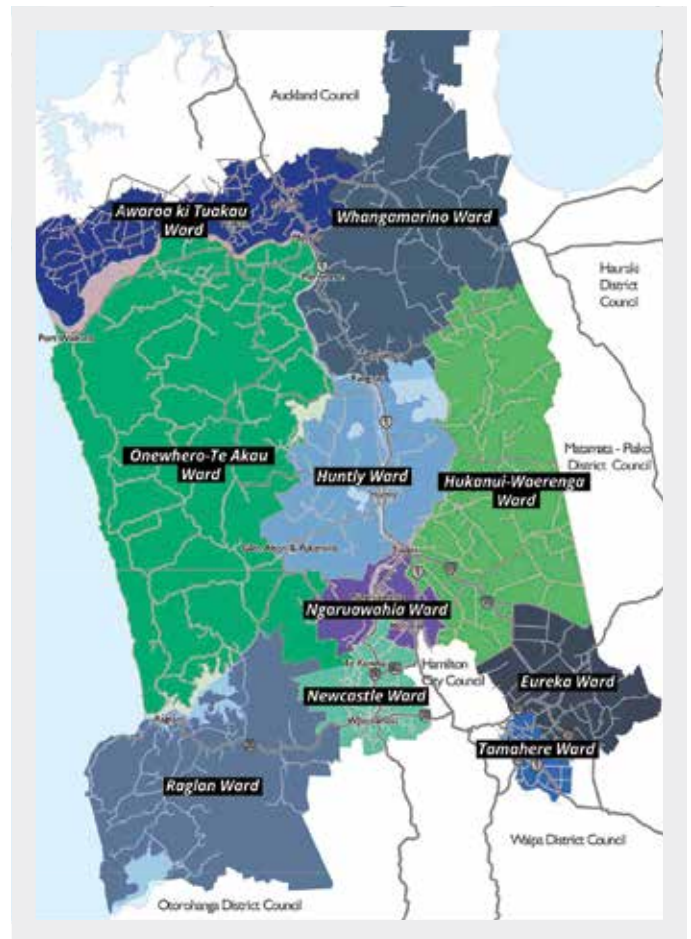 Auckland Council
Awaroa ki Tuakau
Ward
Whangamarino Ward
Hauraki
District
Council
Port Waikato
Onewhero-Te Akau
Ward
Huntly Ward
Hukanui-Waerenga
Ward
Matamata - Piako
District Council
Ngaruawahia Ward
Hamilton
City Council
Newcastle Ward
Eureka Ward
Tamahere Ward
Raglan
Raglan Ward
Waipa District Council
Otorohanga District Council